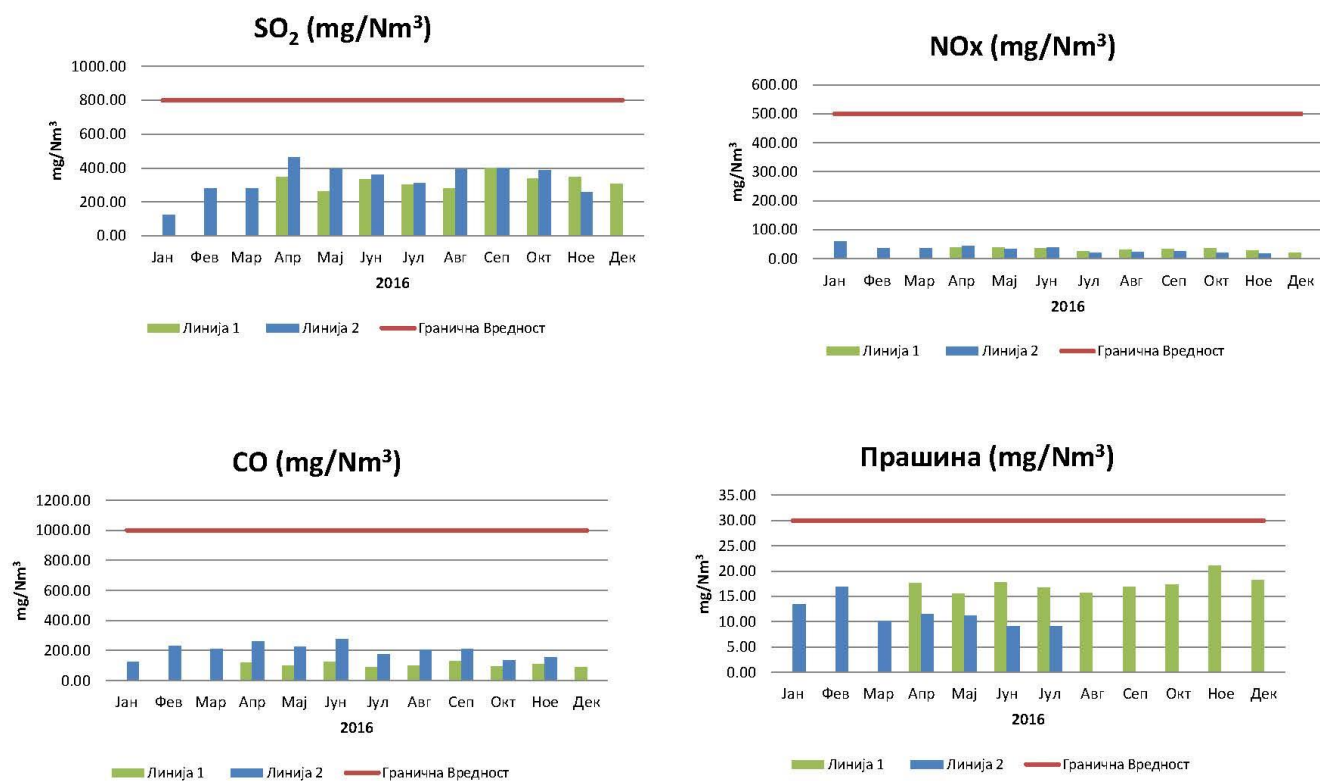 SO₂ (mg/Nm³)
1000.00
800.00
600.00
400.00
200.00
0.00
mg/Nm³
Јан Фев Мар Апр Мај Јун Јул Авг Сеп Окт Ное Дек
2016
Линија 1 Линија 2 Гранична Вредност
NOx (mg/Nm³)
600.00
500.00
400.00
300.00
200.00
100.00
0.00
mg/Nm³
Јан Фев Мар Апр Мај Јун Јул Авг Сеп Окт Ное Дек
2016
Линија 1 Линија 2 Гранична Вредност
CO (mg/Nm³)
1200.00
1000.00
800.00
600.00
400.00
200.00
0.00
mg/Nm³
Јан Фев Мар Апр Мај Јун Јул Авг Сеп Окт Ное Дек
2016
Линија 1 Линија 2 Гранична Вредност
Прашина (mg/Nm³)
35.00
30.00
25.00
20.00
15.00
10.00
5.00
0.00
mg/Nm³
Јан Фев Мар Апр Мај Јун Јул Авг Сеп Окт Ное Дек
2016
Линија 1 Линија 2 Гранична Вредност